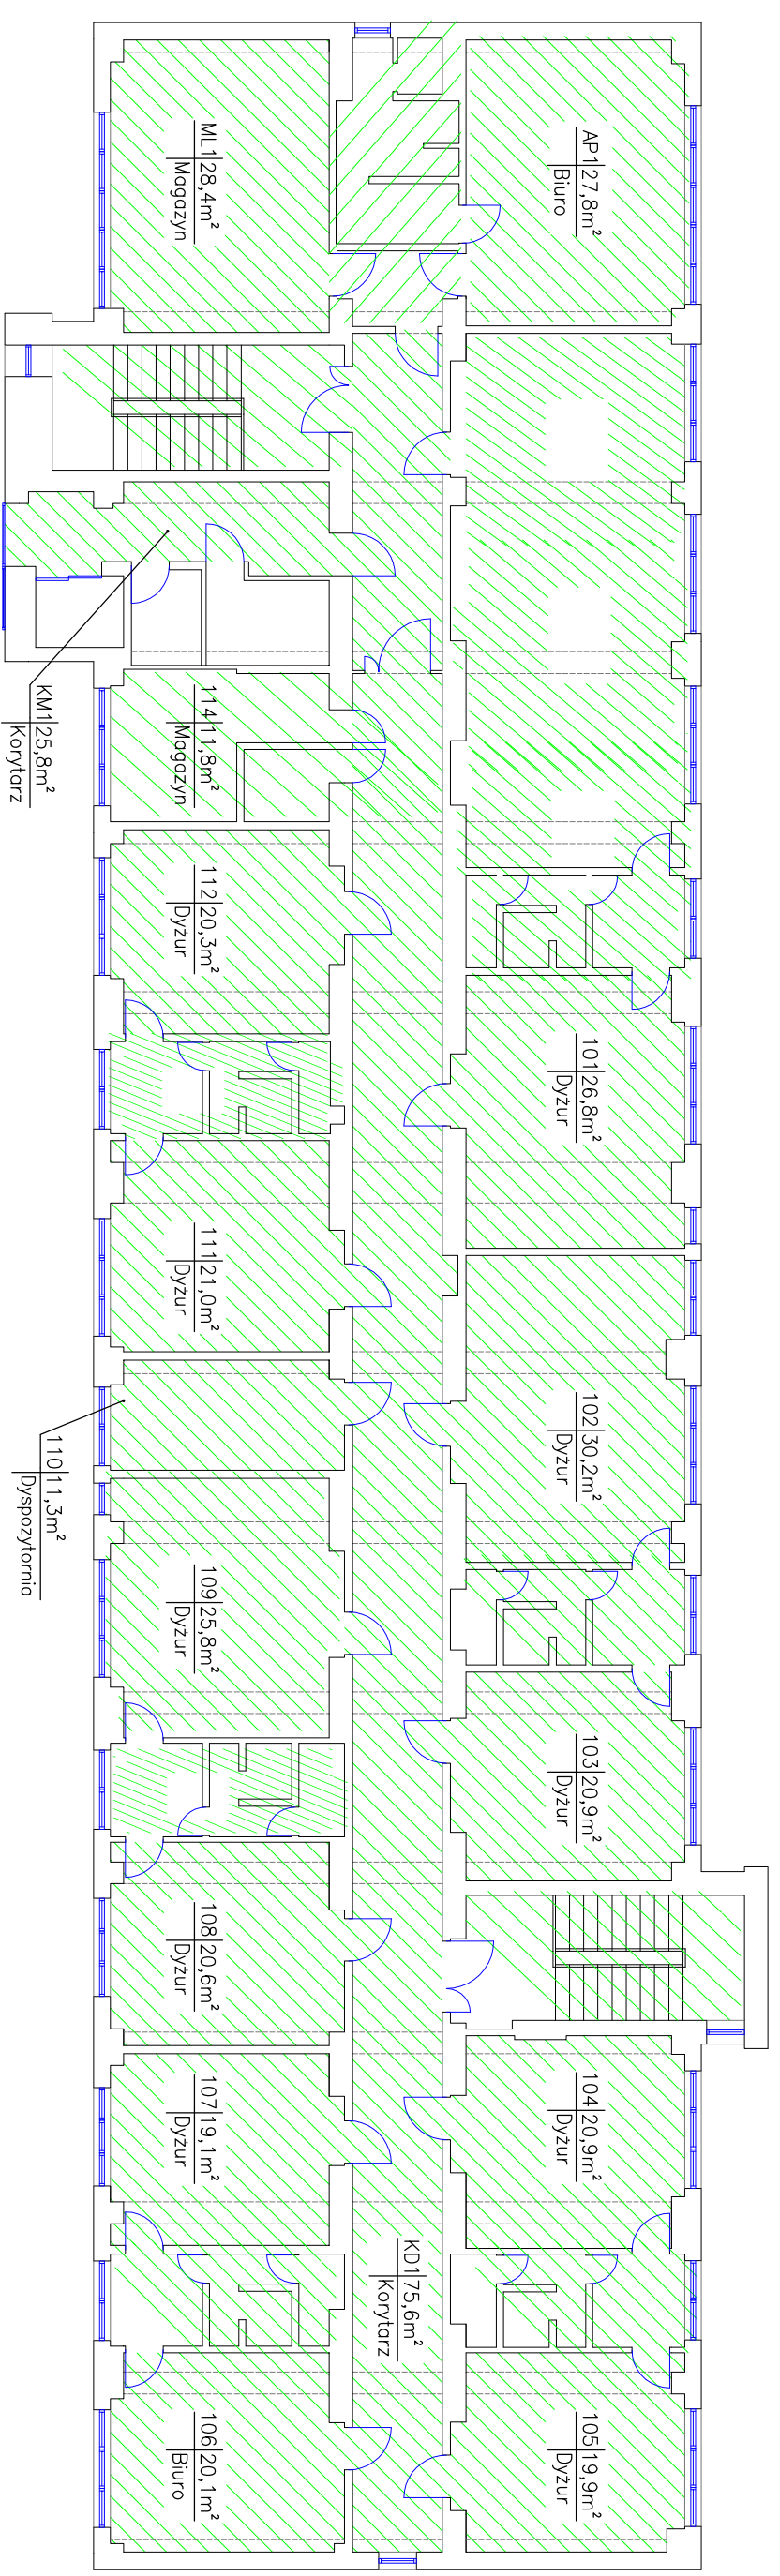 AP1|27,8m²
Biuro
ML1|28,4m²
Magazyn
KM1|25,8m²
Korytarz
114|11,8m²
Magazyn
112|20,3m²
Dyżur
101|26,8m²
Dyżur
111|21,0m²
Dyżur
102|30,2m²
Dyżur
110|11,3m²
Dyspozytornia
109|25,8m²
Dyżur
103|20,9m²
Dyżur
108|20,6m²
Dyżur
104|20,9m²
Dyżur
107|19,1m²
Dyżur
KD1|75,6m²
Korytarz
105|19,9m²
Dyżur
106|20,1m²
Biuro